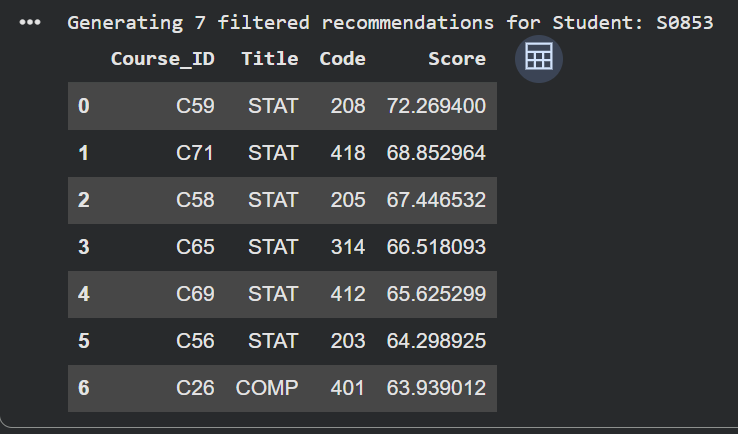 Generating 7 filtered recommendations for Student: S0853
Course_ID Title Code Score
0 C59 STAT 208 72.269400
1 C71 STAT 418 68.852964
2 C58 STAT 205 67.446532
3 C65 STAT 314 66.518093
4 C69 STAT 412 65.625299
5 C56 STAT 203 64.298925
6 C26 COMP 401 63.939012